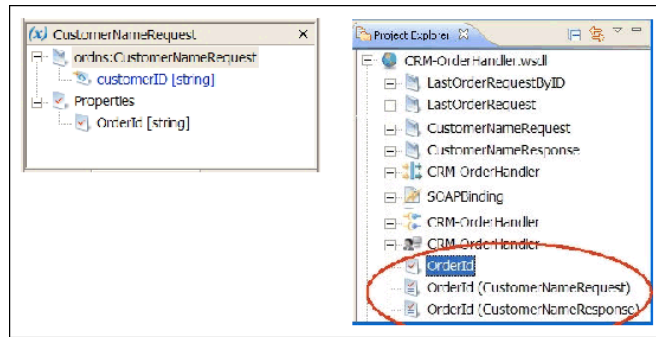 CustomerNameRequest
ordns:CustomerNameRequest
customerID [string]
Properties
OrderId [string]
Project Explorer
CRM-OrderHandler.wsdl
LastOrderRequestByID
LastOrderRequest
CustomerNameRequest
CustomerNameResponse
CRM OrderHandler
SOAPBinding
CRM-OrderHandler
CRM-OrderHandler
OrderId
OrderId (CustomerNameRequest)
OrderId (CustomerNameResponse)